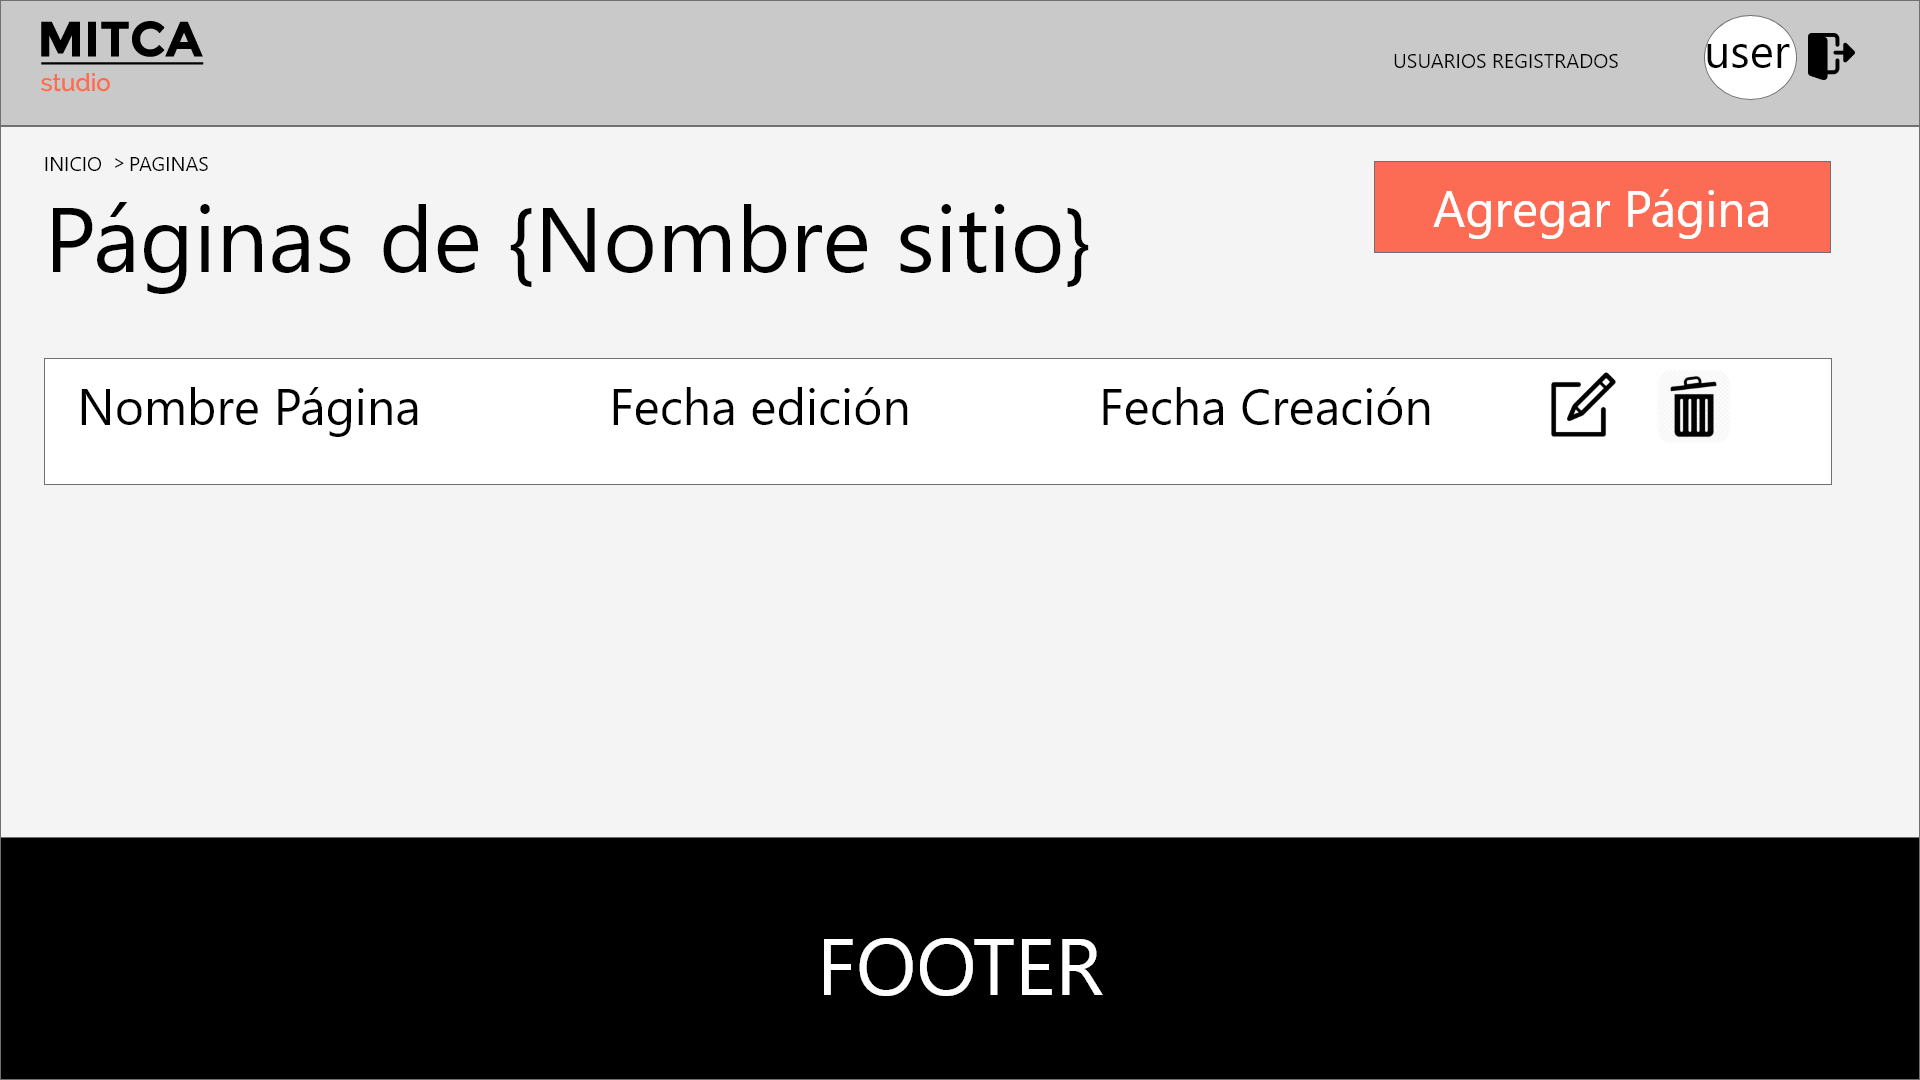 MITCA
studio
USUARIOS REGISTRADOS
user
INICIO > PAGINAS
Páginas de {Nombre sitio}
Agregar Página
Nombre Página Fecha edición Fecha Creación
FOOTER